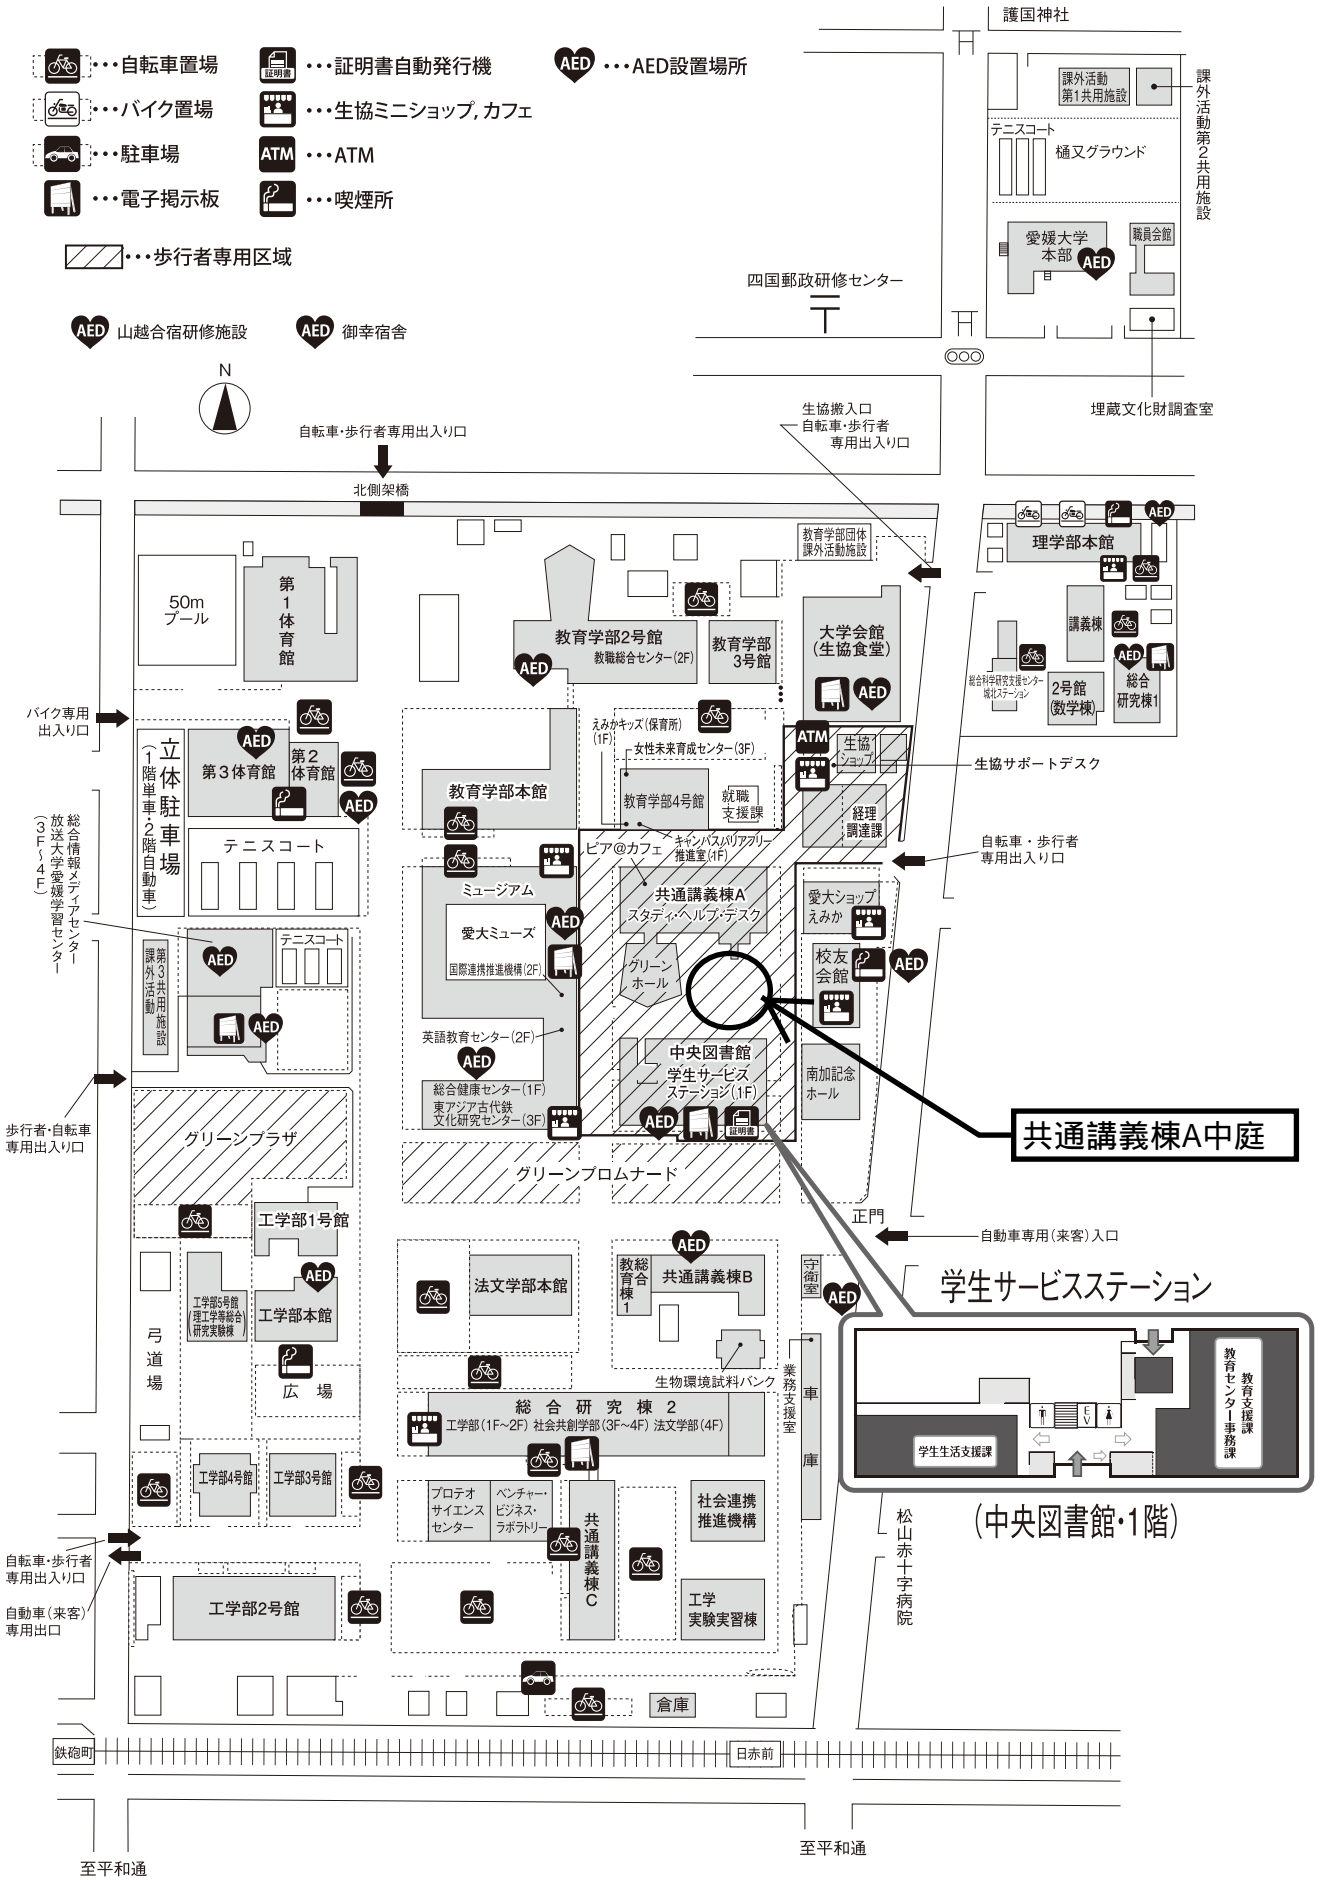 護国神社
・・・自転車置場
・・・バイク置場
・・・駐車場
・・・電子掲示板
証明書
・・・証明書自動発行機
・・・生協ミニショップ,カフェ
ATM
・・・ATM
・・・喫煙所
AED
・・・AED設置場所
・・・歩行者専用区域
AED
山越合宿研修施設
AED
御幸宿舎
N
課外活動
第1共用施設
課外活動第2共用施設
テニスコート
樋又グラウンド
愛媛大学
本部
AED
職員会館
四国郵政研修センター
埋蔵文化財調査室
生協搬入口
自転車・歩行者
専用出入り口
自転車・歩行者専用出入り口
北側架橋
教育学部団体
課外活動施設
AED
理学部本館
講義棟
総合科学研究支援センター
城北ステーション
2号館
(数学棟)
AED
総合
研究棟1
50m
プール
第1体育館
教育学部2号館
教職総合センター(2F)
AED
教育学部
3号館
大学会館
(生協食堂)
AED
バイク専用
出入り口
立体駐車場
(1階単車・2階自動車)
AED
第3体育館
第2
体育館
AED
テニスコート
教育学部本館
えみかキッズ(保育所)
(1F)
女性未来育成センター(3F)
教育学部4号館
就職
支援課
ピア@カフェ
キャンパスバリアフリー
推進室(1F)
ATM
生協
ショップ
生協サポートデスク
経理
調達課
自転車・歩行者
専用出入り口
総合情報メディアセンター
放送大学愛媛学習センター
(3F〜4F)
ミュージアム
愛大ミューズ
国際連携推進機構(2F)
AED
共通講義棟A
スタディ・ヘルプ・デスク
グリーン
ホール
愛大ショップ
えみか
校友
会館
AED
第3共用施設
課外活動
AED
テニスコート
AED
英語教育センター(2F)
AED
総合健康センター(1F)
東アジア古代鉄
文化研究センター(3F)
中央図書館
学生サービス
ステーション(1F)
AED
証明書
南加記念
ホール
共通講義棟A中庭
歩行者・自転車
専用出入り口
グリーンプラザ
グリーンプロムナード
正門
自動車専用(来客)入口
工学部1号館
AED
工学部5号館
(理工学等総合)
研究実験棟
工学部本館
弓道場
広場
法文学部本館
AED
総合
教育棟1
共通講義棟B
生物環境試料バンク
守衛室
AED
業務支援室
車庫
学生サービスステーション
学生生活支援課
EV
教育支援課
教育センター事務課
(中央図書館・1階)
総合研究棟2
工学部(1F〜2F) 社会共創学部(3F〜4F) 法文学部(4F)
工学部4号館
工学部3号館
プロテオ
サイエンス
センター
ベンチャー・
ビジネス・
ラボラトリー
共通講義棟C
社会連携
推進機構
工学
実験実習棟
松山赤十字病院
自転車・歩行者
専用出入り口
自動車(来客)
専用出口
工学部2号館
倉庫
鉄砲町
日赤前
至平和通
至平和通